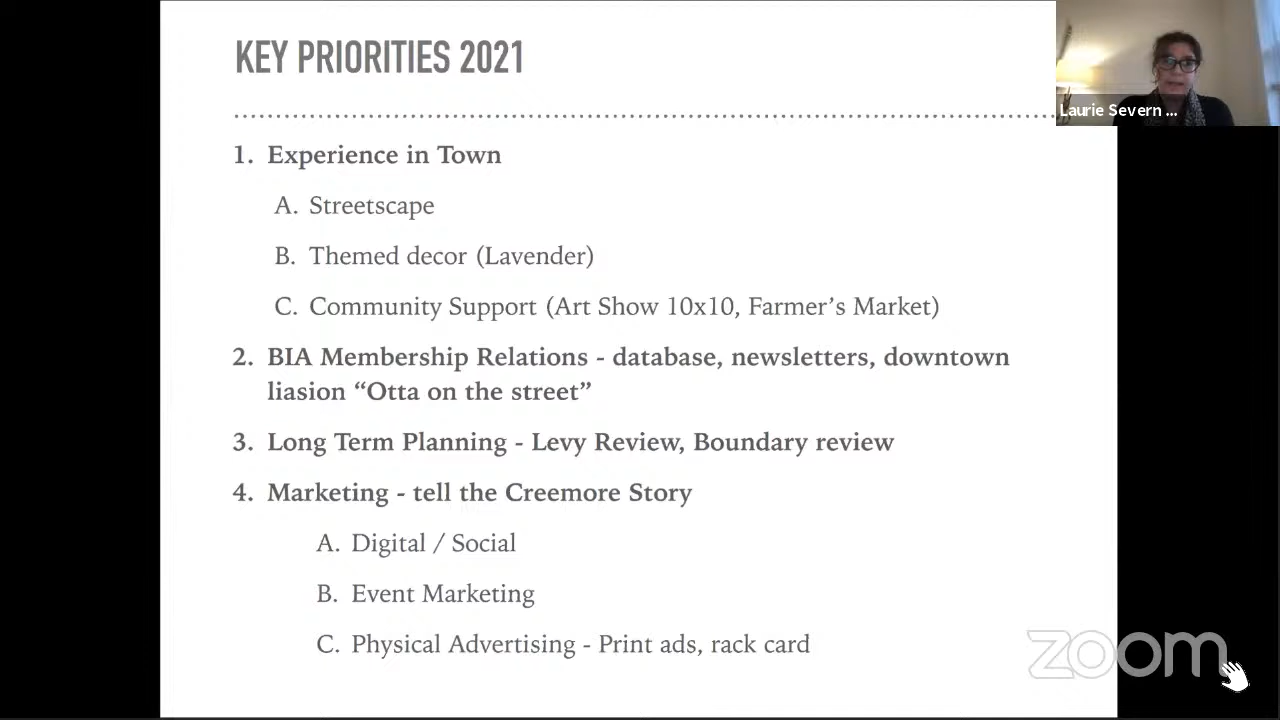 KEY PRIORITIES 2021
Laurie Severn ...
1. Experience in Town
A. Streetscape
B. Themed decor (Lavender)
C. Community Support (Art Show 10x10, Farmer’s Market)
2. BIA Membership Relations - database, newsletters, downtown
liasion “Otta on the street”
3. Long Term Planning - Levy Review, Boundary review
4. Marketing - tell the Creemore Story
A. Digital / Social
B. Event Marketing
C. Physical Advertising - Print ads, rack card
zoom